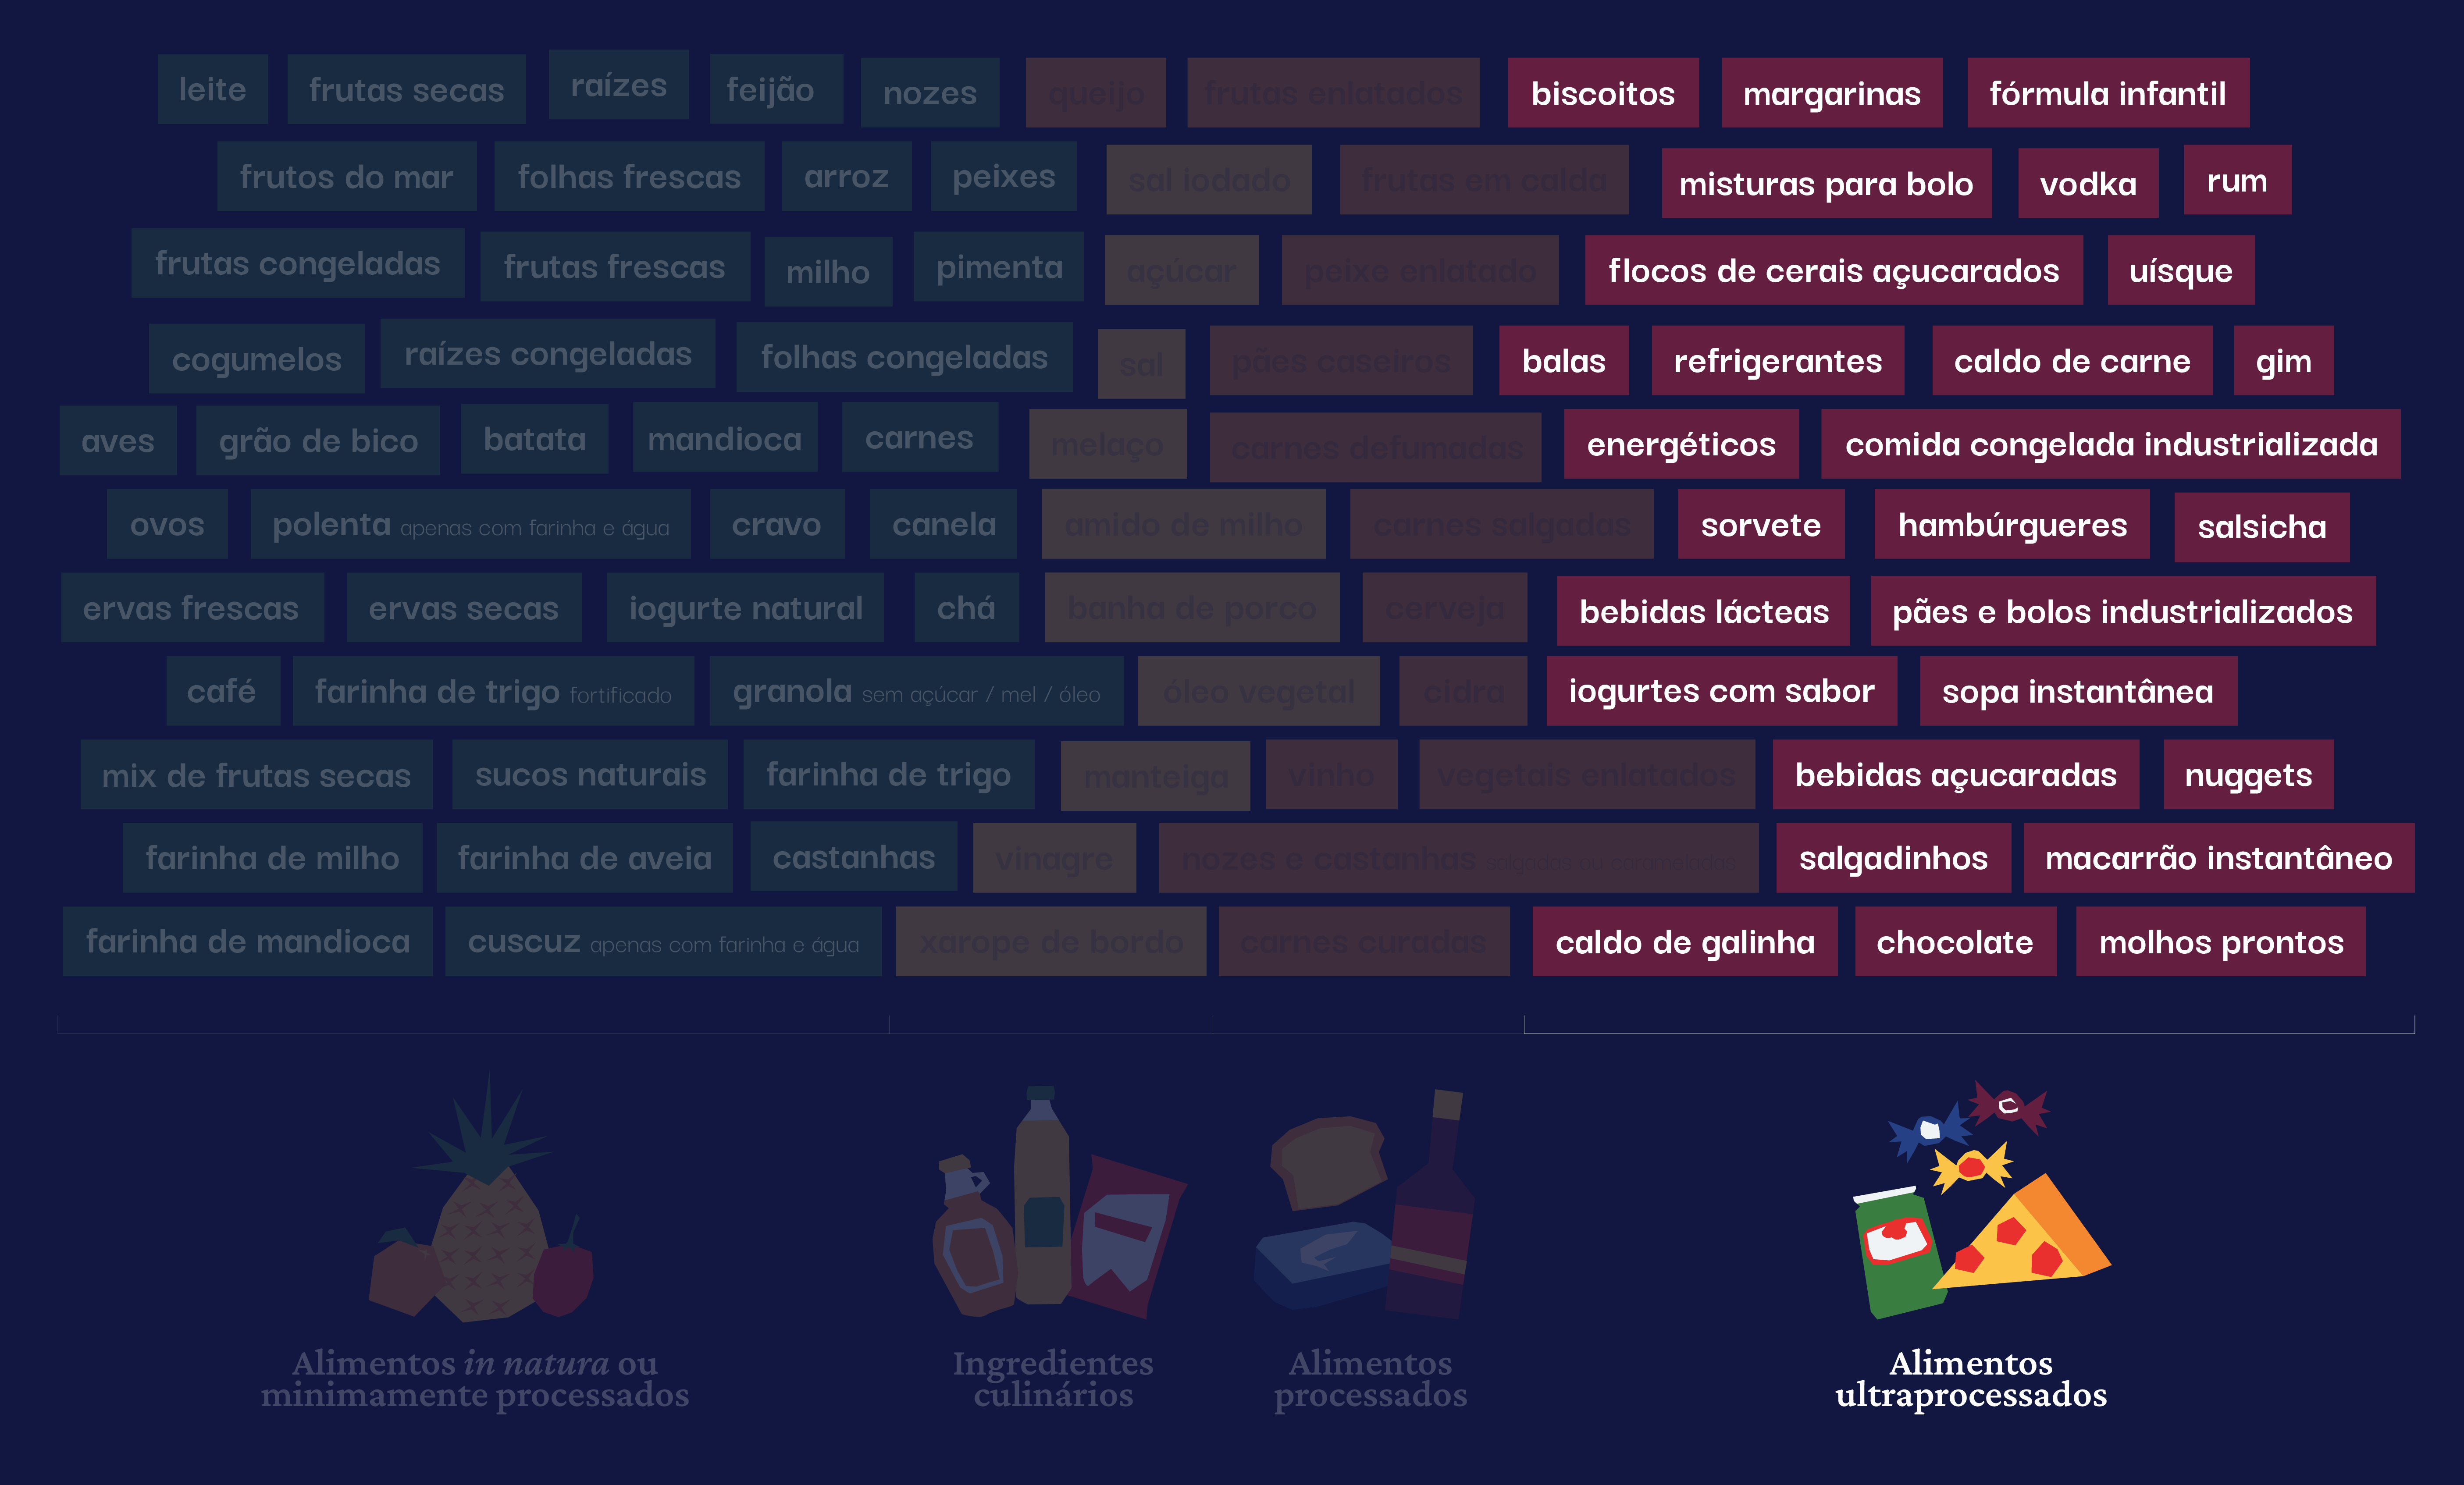 leite frutas secas raízes feijão nozes queijo frutas enlatados biscoitos margarinas fórmula infantil
frutos do mar folhas frescas arroz peixes sal iodado frutas em calda misturas para bolo vodka rum
frutas congeladas frutas frescas milho pimenta açúcar peixe enlatado flocos de cerais açucarados uísque
cogumelos raízes congeladas folhas congeladas sal pães caseiros balas refrigerantes caldo de carne gim
aves grão de bico batata mandioca carnes melaço carnes defumadas energéticos comida congelada industrializada
ovos polenta apenas com farinha e água cravo canela amido de milho carnes salgadas sorvete hambúrgueres salsicha
ervas frescas ervas secas iogurte natural chá banha de porco cerveja bebidas lácteas pães e bolos industrializados
café farinha de trigo fortificado granola sem açúcar / mel / óleo óleo vegetal cidra iogurtes com sabor sopa instantânea
mix de frutas secas sucos naturais farinha de trigo manteiga vinho vegetais enlatados bebidas açucaradas nuggets
farinha de milho farinha de aveia castanhas vinagre nozes e castanhas salgadinhos macarrão instantâneo
farinha de mandioca cuscuz apenas com farinha e água xarope de bordo carnes curadas caldo de galinha chocolate molhos prontos
Alimentos in natura ou
minimamente processados
Ingredientes
culinários
Alimentos
processados
Alimentos
ultraprocessados